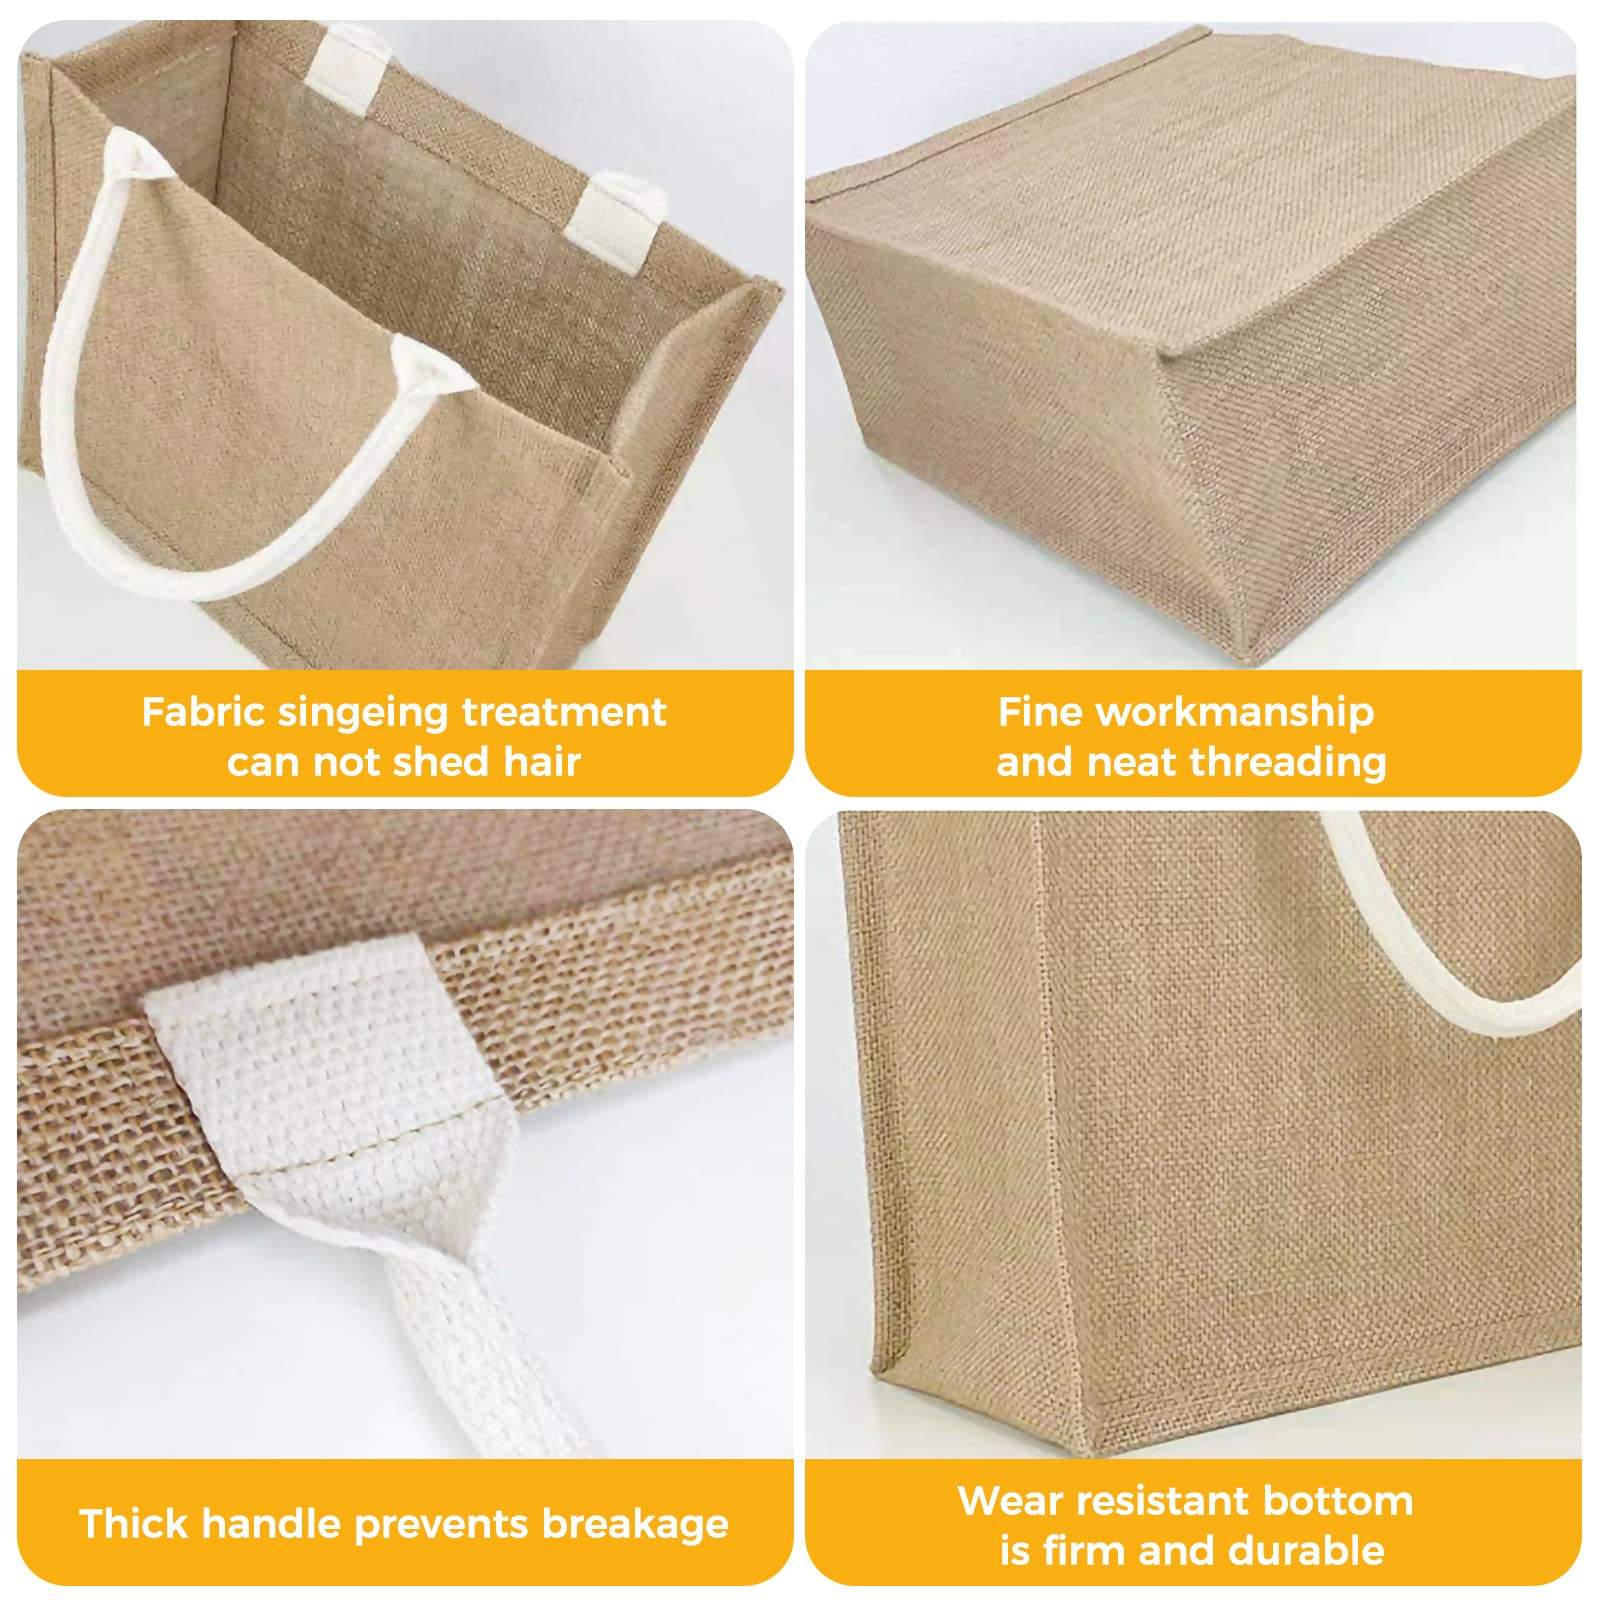 Fabric singeing treatment
can not shed hair
Fine workmanship
and neat threading
Thick handle prevents breakage
Wear resistant bottom
is firm and durable